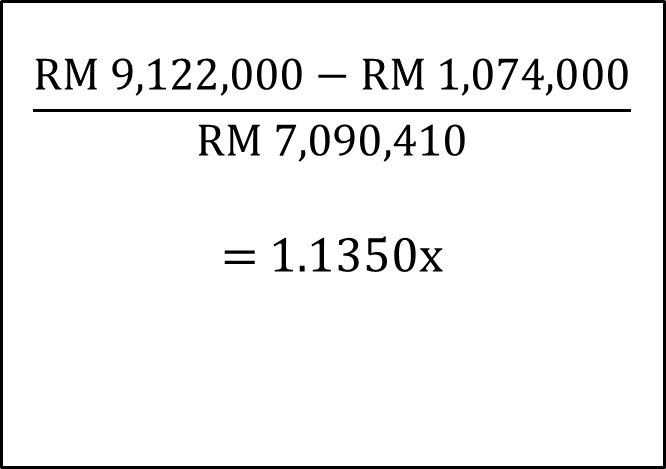 RM 9,122,000 − RM 1,074,000
RM 7,090,410
= 1.1350x